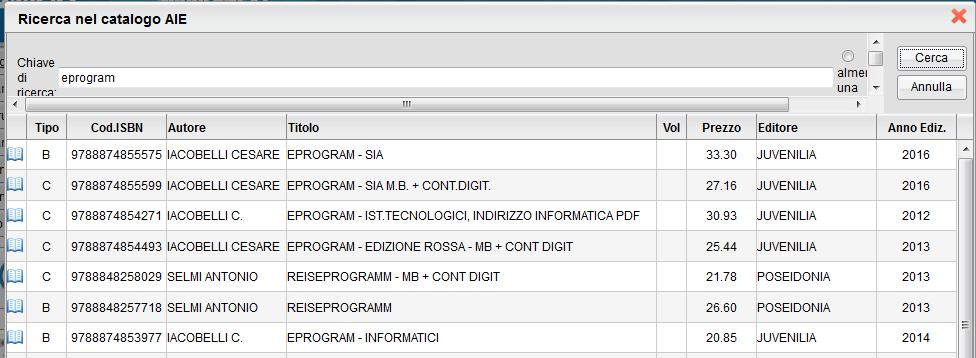 Ricerca nel catalogo AIE
Chiave di ricerca:
eprogram
almen una
Cerca
Annulla
Tipo Cod.ISBN Autore Titolo Vol Prezzo Editore Anno Ediz.
B 9788874855575 IACOBELLI CESARE EPROGRAM - SIA 33.30 JUVENILIA 2016
C 9788874855599 IACOBELLI CESARE EPROGRAM - SIA M.B. + CONT.DIGIT. 27.16 JUVENILIA 2016
C 9788874854271 IACOBELLI C. EPROGRAM - IST.TECNOLOGICI, INDIRIZZO INFORMATICA PDF 30.93 JUVENILIA 2012
C 9788874854493 IACOBELLI CESARE EPROGRAM - EDIZIONE ROSSA - MB + CONT DIGIT 25.44 JUVENILIA 2013
C 9788848258029 SELMI ANTONIO REISEPROGRAMM - MB + CONT DIGIT 21.78 POSEIDONIA 2013
B 9788848257718 SELMI ANTONIO REISEPROGRAMM 26.60 POSEIDONIA 2013
B 9788874853977 IACOBELLI C. EPROGRAM - INFORMATICI 20.85 JUVENILIA 2014